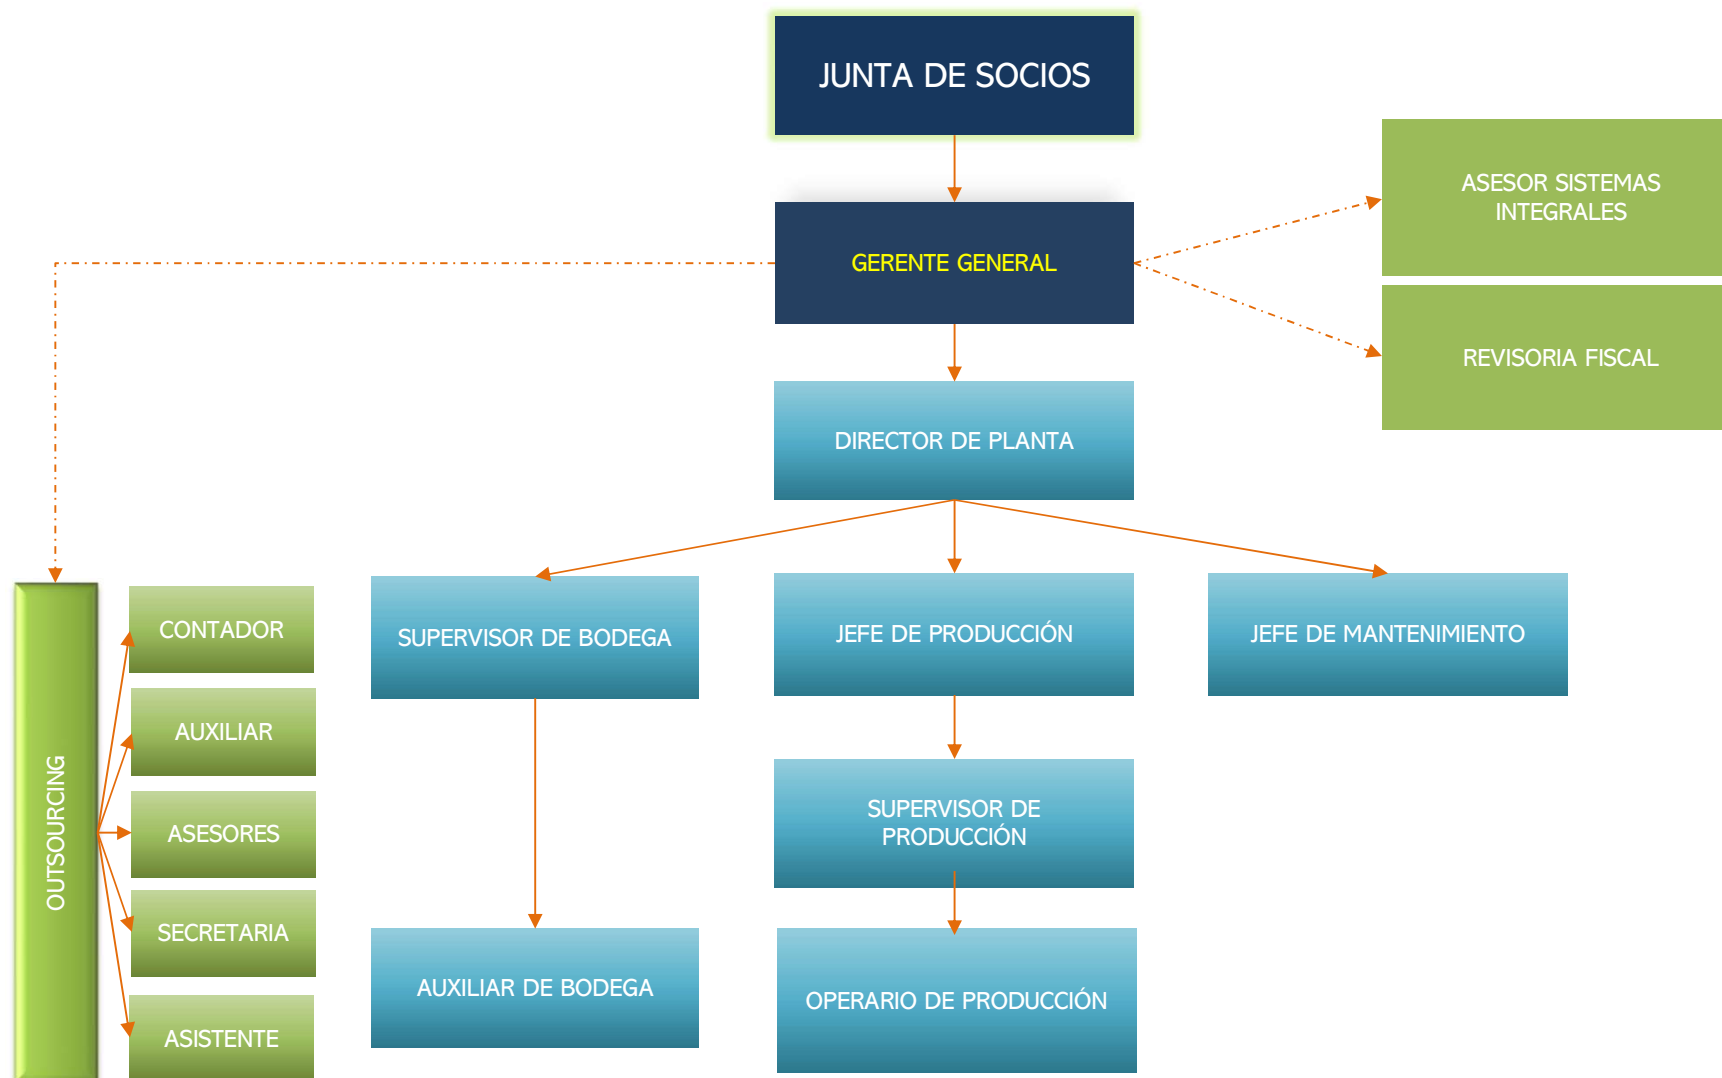 JUNTA DE SOCIOS
ASESOR SISTEMAS
INTEGRALES
GERENTE GENERAL
REVISORIA FISCAL
DIRECTOR DE PLANTA
OUTSOURCING
CONTADOR
AUXILIAR
ASESORES
SECRETARIA
ASISTENTE
SUPERVISOR DE BODEGA
JEFE DE PRODUCCIÓN
JEFE DE MANTENIMIENTO
SUPERVISOR DE
PRODUCCIÓN
AUXILIAR DE BODEGA
OPERARIO DE PRODUCCIÓN